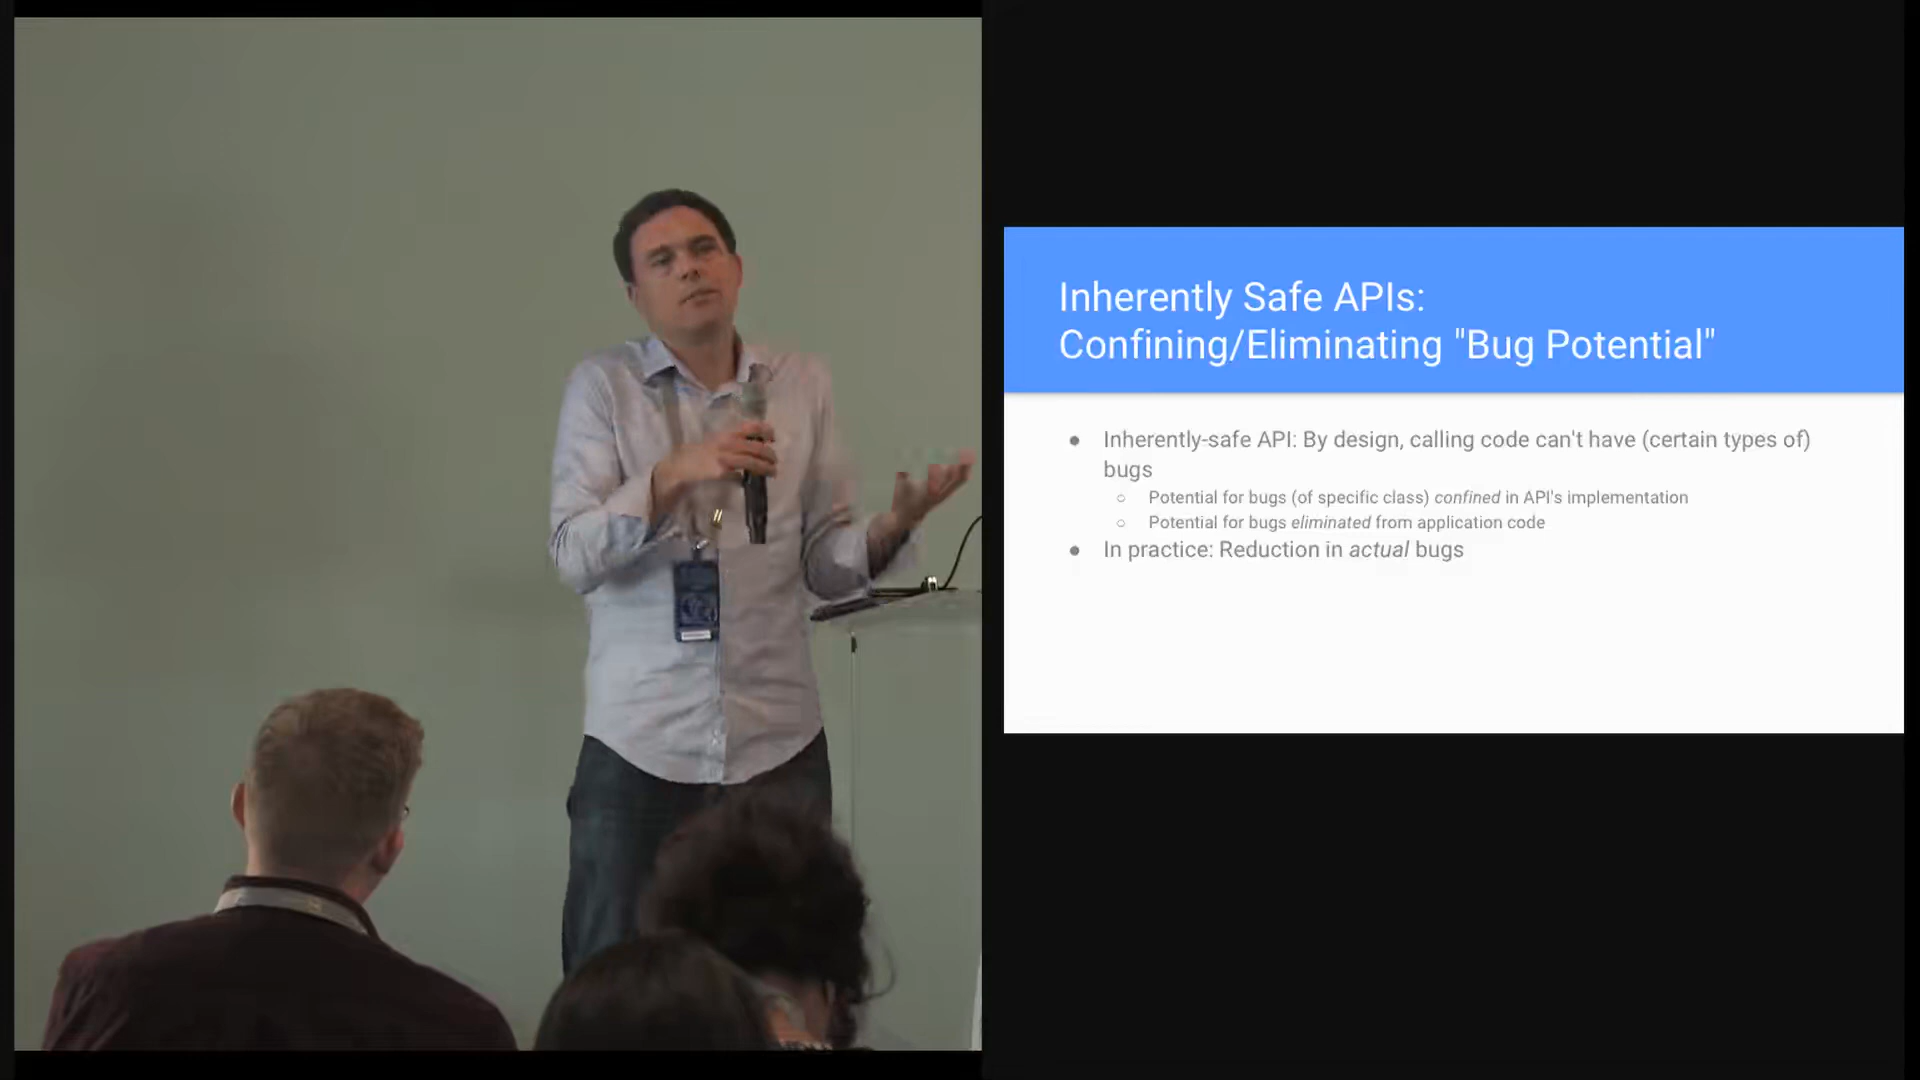 Inherently Safe APIs:
Confining/Eliminating "Bug Potential"
● Inherently-safe API: By design, calling code can't have (certain types of)
bugs
○ Potential for bugs (of specific class) confined in API's implementation
○ Potential for bugs eliminated from application code
● In practice: Reduction in actual bugs